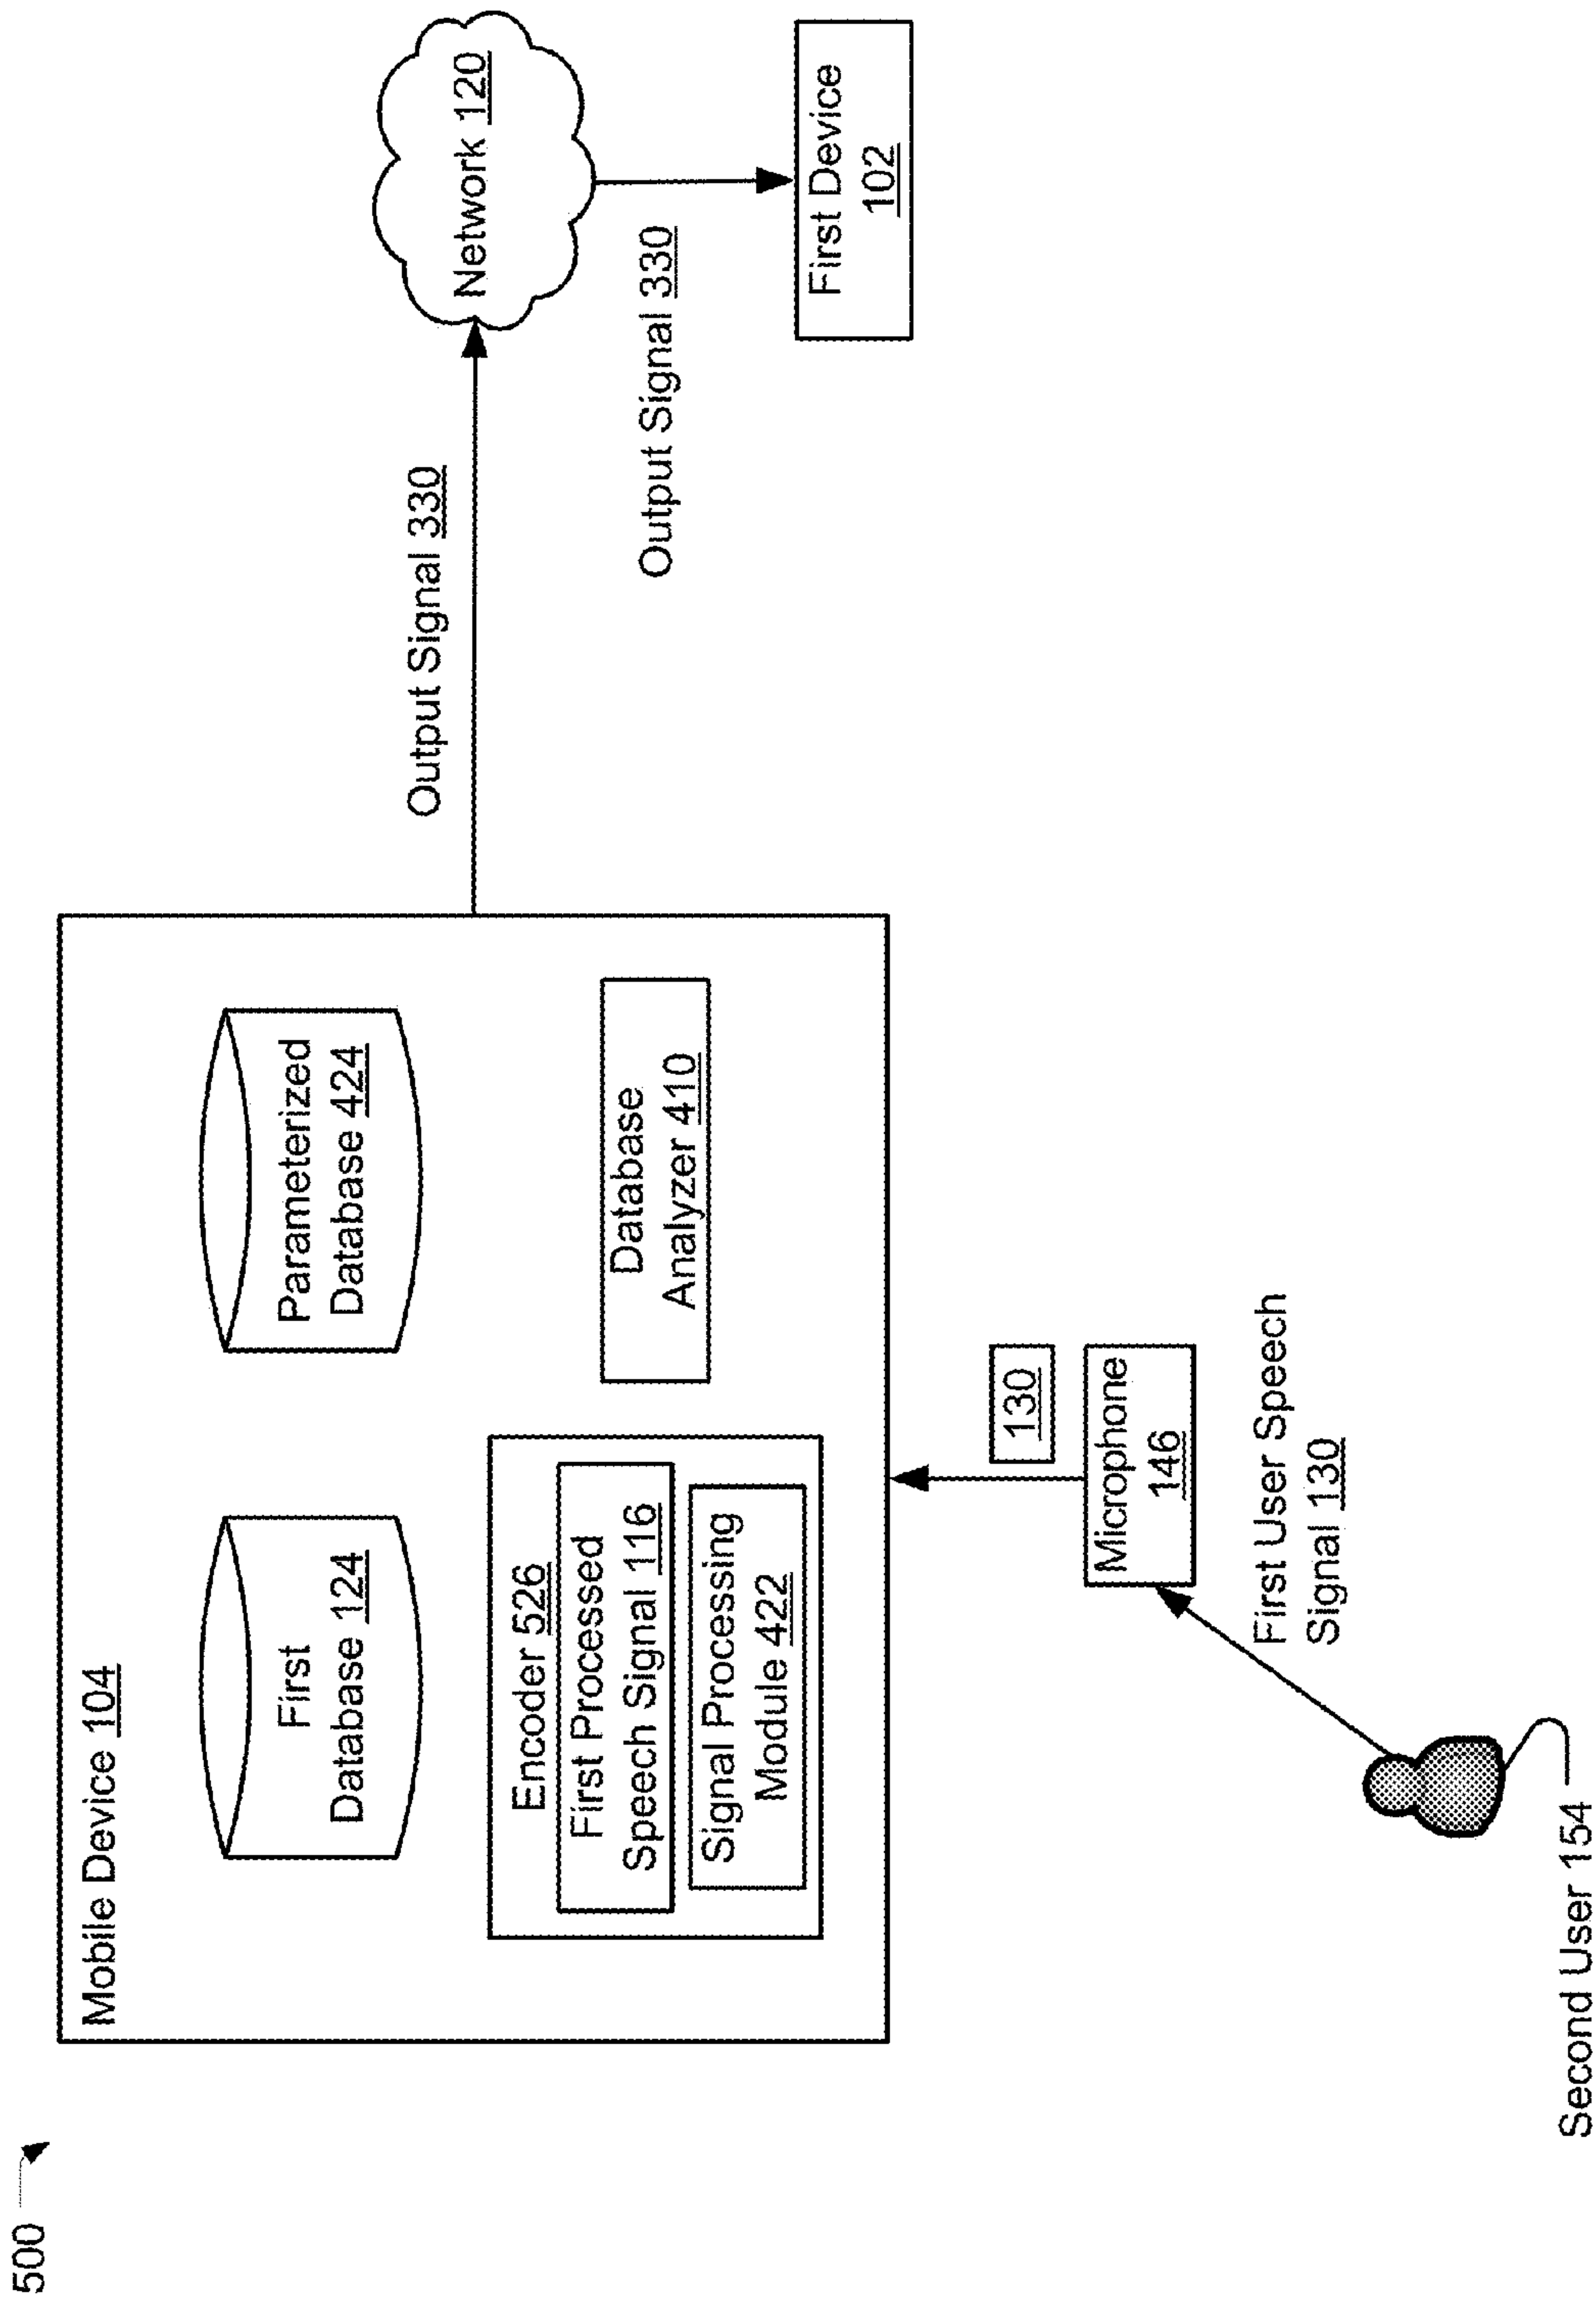 500
Mobile Device 104
First
Database 124
Parameterized
Database 424
Encoder 526
First Processed
Speech Signal 116
Signal Processing
Module 422
Database
Analyzer 410
Output Signal 330
Network 120
Output Signal 330
First Device
102
130
Microphone
146
First User Speech
Signal 130
Second User 154